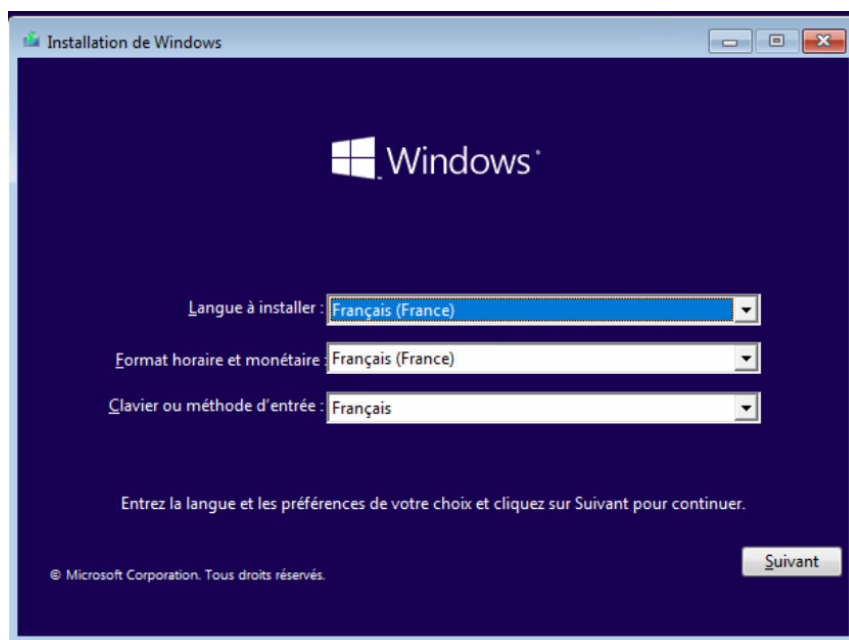 Installation de Windows
Windows
Langue à installer : Français (France)
Format horaire et monétaire : Français (France)
Clavier ou méthode d'entrée : Français
Entrez la langue et les préférences de votre choix et cliquez sur Suivant pour continuer.
Suivant
© Microsoft Corporation. Tous droits réservés.